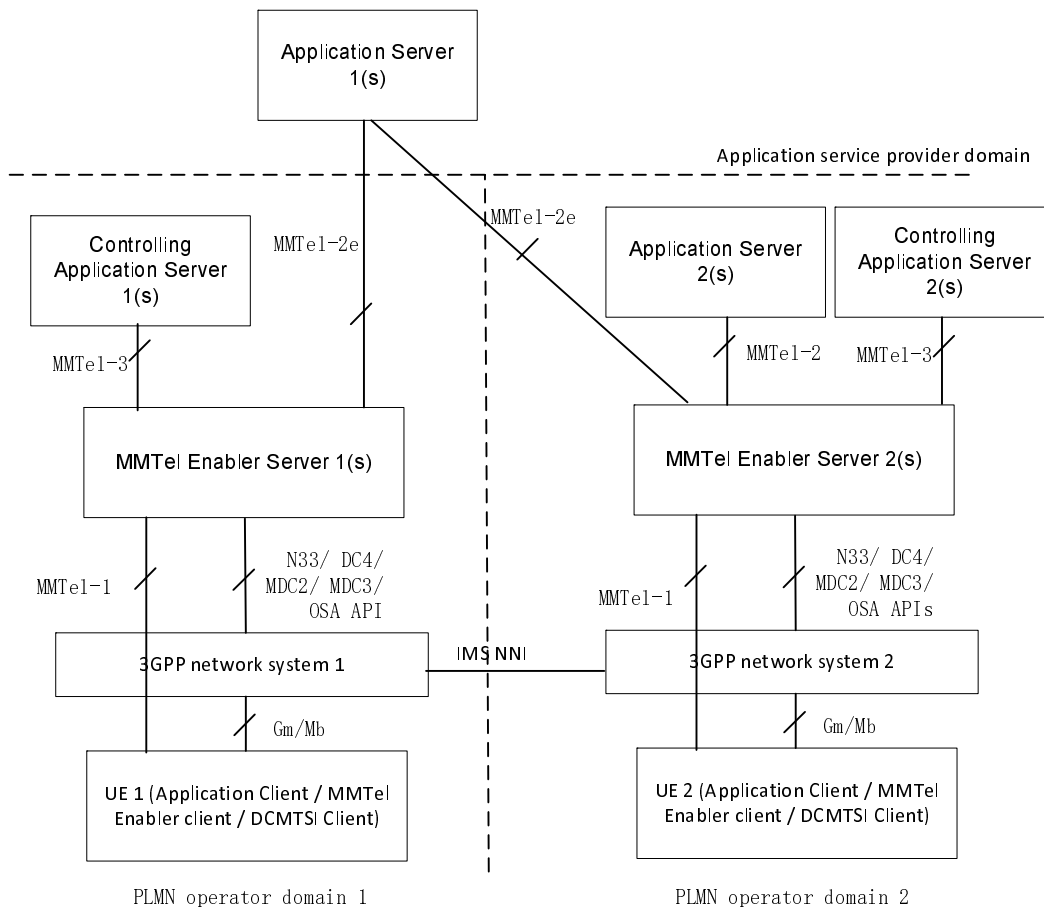 Application Server
1(s)
Application service provider domain
MMTel-2e
MMTel-2e
Controlling
Application Server
1(s)
Application Server
2(s)
Controlling
Application Server
2(s)
MMTel-3
MMTel-2
MMTel-3
MMTel Enabler Server 1(s)
MMTel Enabler Server 2(s)
MMTel-1
N33/ DC4/
MDC2/ MDC3/
OSA API
MMTel-1
N33/ DC4/
MDC2/ MDC3/
OSA APIs
3GPP network system 1
IMS NNI
3GPP network system 2
Gm/Mb
Gm/Mb
UE 1 (Application Client / MMTel
Enabler client / DCMTSI Client)
UE 2 (Application Client / MMTel
Enabler client / DCMTSI Client)
PLMN operator domain 1
PLMN operator domain 2